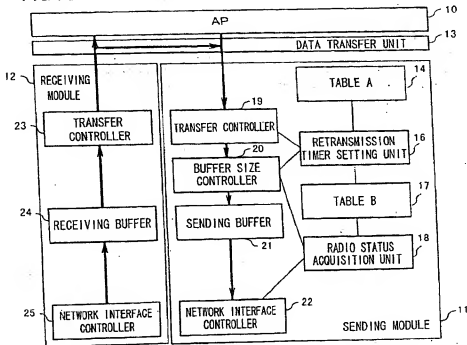 AP
10
13
DATA TRANSFER UNIT
12
RECEIVING
MODULE
23
TRANSFER
CONTROLLER
24
RECEIVING BUFFER
25
NETWORK INTERFACE
CONTROLLER
19
TRANSFER CONTROLLER
20
BUFFER SIZE
CONTROLLER
SENDING BUFFER
21
22
NETWORK INTERFACE
CONTROLLER
14
TABLE A
RETRANSMISSION
TIMER SETTING UNIT
16
17
TABLE B
RADIO STATUS
ACQUISITION UNIT
18
11
SENDING MODULE